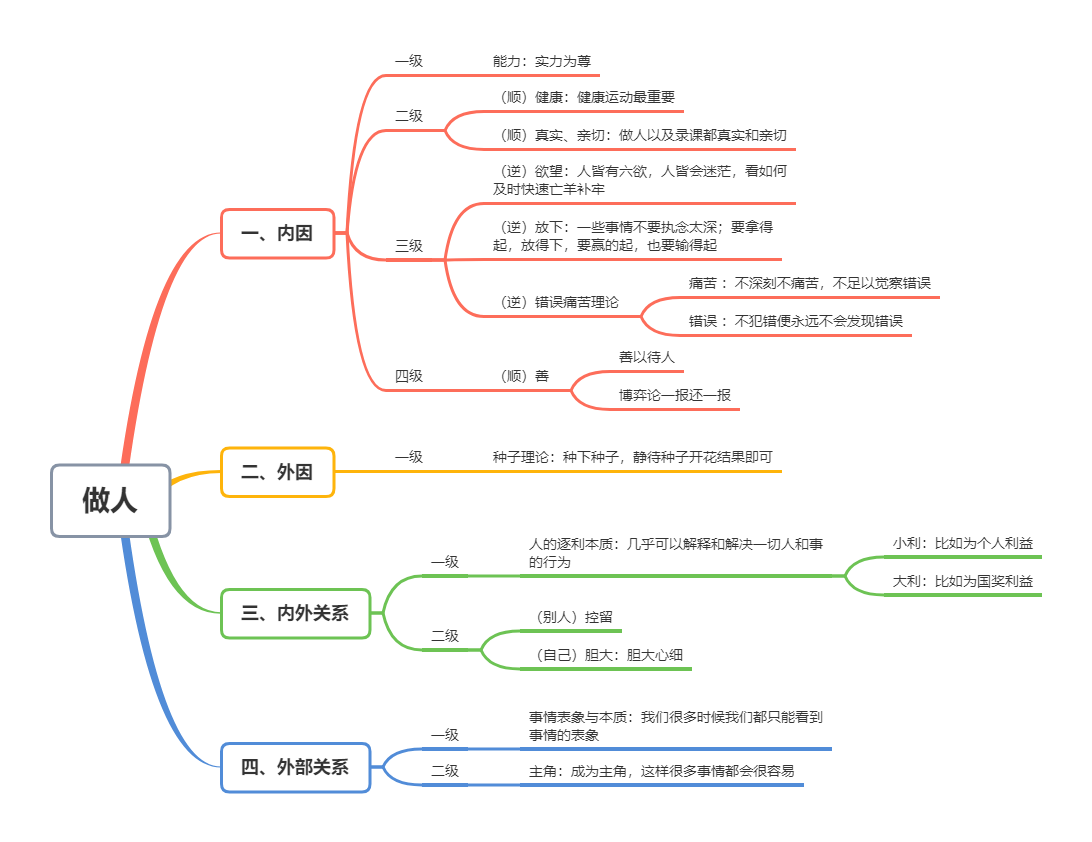 做人
一、内因
一级
能力：实力为尊
二级
（顺）健康：健康运动最重要
（顺）真实、亲切：做人以及录课都真实和亲切
三级
（逆）欲望：人皆有六欲，人皆会迷茫，看如何
及时快速亡羊补牢
（逆）放下：一些事情不要执念太深；要拿得
起，放得下，要赢的起，也要输得起
（逆）错误痛苦理论
痛苦 ：不深刻不痛苦，不足以觉察错误
错误 ：不犯错便永远不会发现错误
四级
（顺）善
善以待人
博弈论一报还一报
二、外因
一级
种子理论：种下种子，静待种子开花结果即可
三、内外关系
一级
人的逐利本质：几乎可以解释和解决一切人和事
的行为
小利：比如为个人利益
大利：比如为国奖利益
二级
（别人）控留
（自己）胆大：胆大心细
四、外部关系
一级
事情表象与本质：我们很多时候我们都只能看到
事情的表象
二级
主角：成为主角，这样很多事情都会很容易